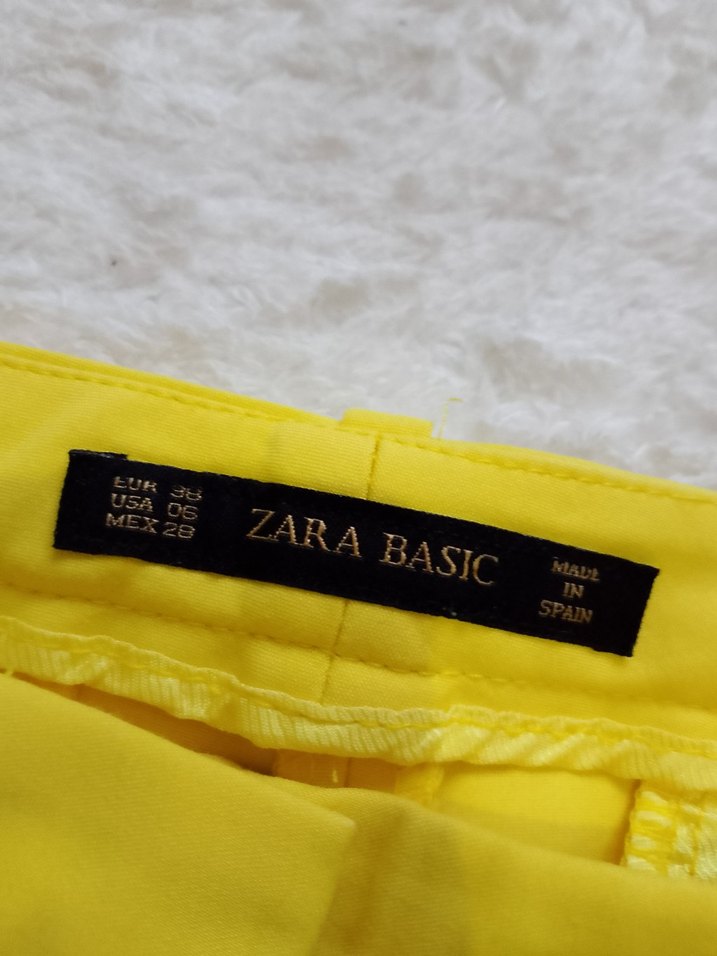 EUR 38
USA 06
MEX 28
ZARA BASIC
MADE
IN
SPAIN